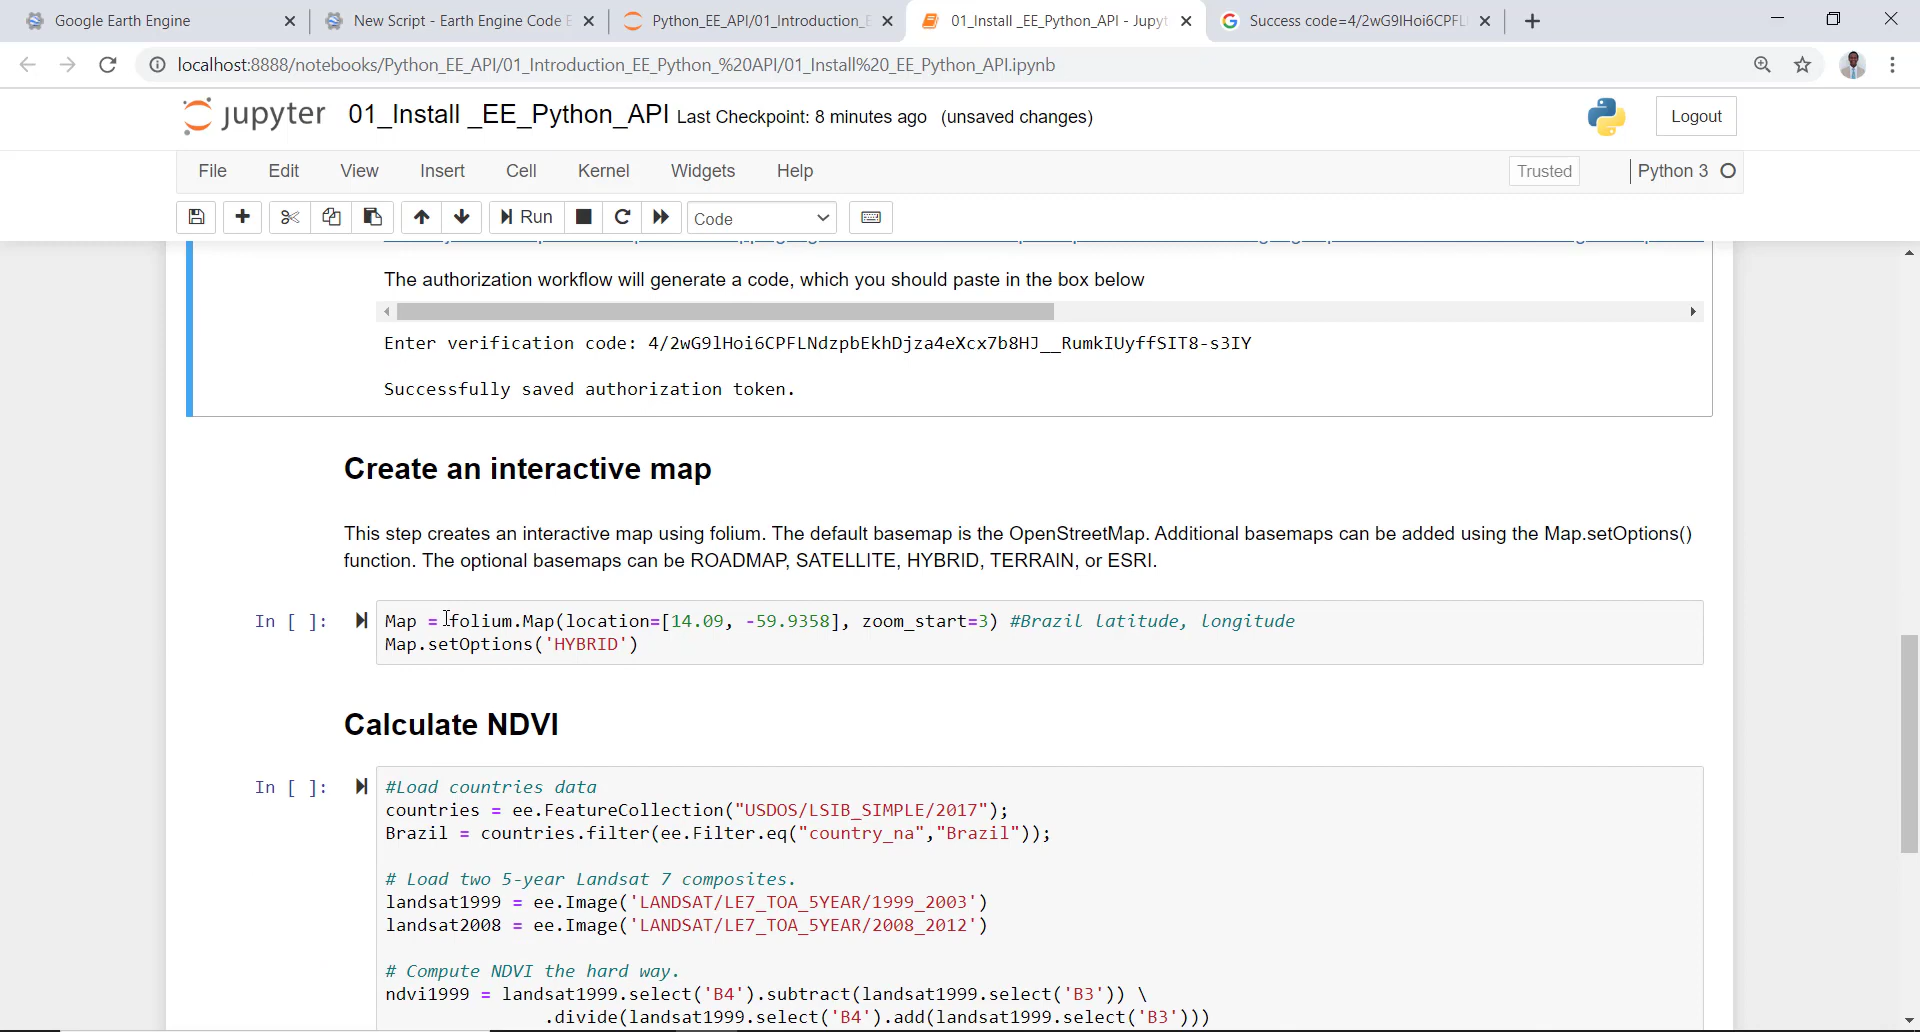 Google Earth Engine
New Script - Earth Engine Code E
Python_EE_API/01_Introduction_E
01_Install _EE_Python_API - Jupyt
Success code=4/2wG9lHoi6CPFL
localhost:8888/notebooks/Python_EE_API/01_Introduction_EE_Python_%20API/01_Install%20_EE_Python_API.ipynb
jupyter 01_Install _EE_Python_API Last Checkpoint: 8 minutes ago (unsaved changes)
Logout
File Edit View Insert Cell Kernel Widgets Help
Trusted
Python 3
Run
Code
The authorization workflow will generate a code, which you should paste in the box below
Enter verification code: 4/2wG9lHoi6CPFLNdzpbEkhDjza4eXcx7b8HJ__RumkIUyffSIT8-s3IY
Successfully saved authorization token.
Create an interactive map
This step creates an interactive map using folium. The default basemap is the OpenStreetMap. Additional basemaps can be added using the Map.setOptions()
function. The optional basemaps can be ROADMAP, SATELLITE, HYBRID, TERRAIN, or ESRI.
In [ ]: Map = folium.Map(location=[14.09, -59.9358], zoom_start=3) #Brazil latitude, longitude
Map.setOptions('HYBRID')
Calculate NDVI
In [ ]: #Load countries data
countries = ee.FeatureCollection("USDOS/LSIB_SIMPLE/2017");
Brazil = countries.filter(ee.Filter.eq("country_na","Brazil"));
# Load two 5-year Landsat 7 composites.
landsat1999 = ee.Image('LANDSAT/LE7_TOA_5YEAR/1999_2003')
landsat2008 = ee.Image('LANDSAT/LE7_TOA_5YEAR/2008_2012')
# Compute NDVI the hard way.
ndvi1999 = landsat1999.select('B4').subtract(landsat1999.select('B3')) \
.divide(landsat1999.select('B4').add(landsat1999.select('B3')))